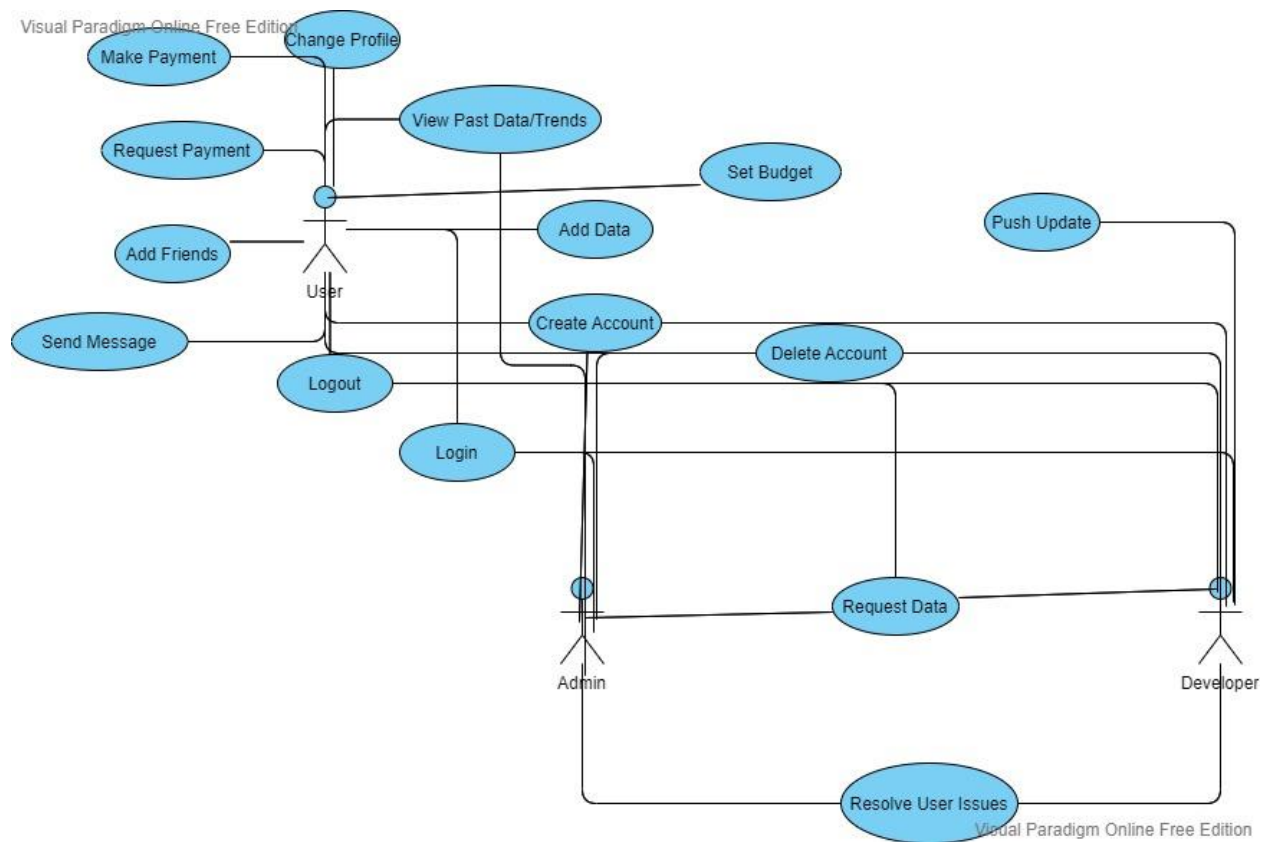 Visual Paradigm Online Free Edition
Change Profile
Make Payment
View Past Data/Trends
Request Payment
Set Budget
Push Update
Add Data
Add Friends
User
Create Account
Send Message
Delete Account
Logout
Login
Request Data
Admin
Developer
Resolve User Issues
Visual Paradigm Online Free Edition